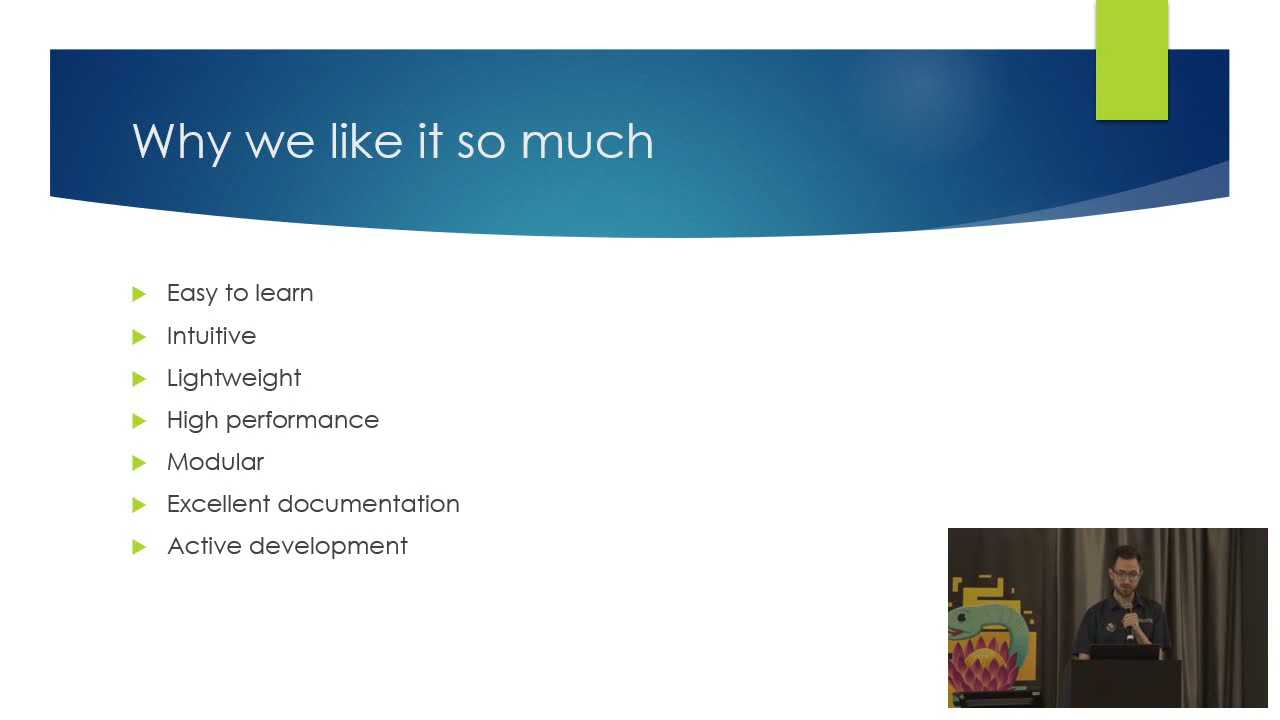 Why we like it so much
Easy to learn
Intuitive
Lightweight
High performance
Modular
Excellent documentation
Active development